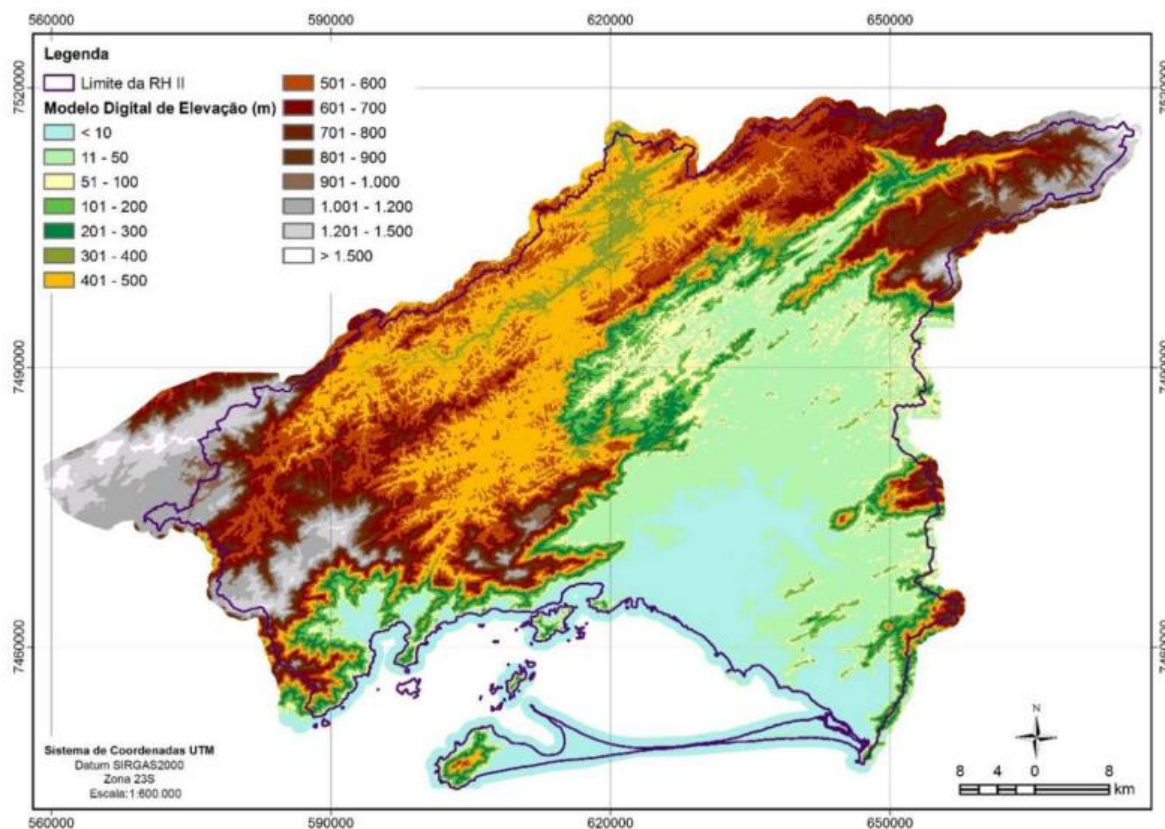 560000 590000 620000 650000
Legenda
Limite da RH II
Modelo Digital de Elevação (m)
< 10
11 - 50
51 - 100
101 - 200
201 - 300
301 - 400
401 - 500
501 - 600
601 - 700
701 - 800
801 - 900
901 - 1.000
1.001 - 1.200
1.201 - 1.500
> 1.500
7520000
7520000
7490000
7490000
7460000
7460000
Sistema de Coordenadas UTM
Datum SIRGAS2000
Zona 23S
Escala:1:600.000
N
8 4 0 8
km
560000 590000 620000 650000